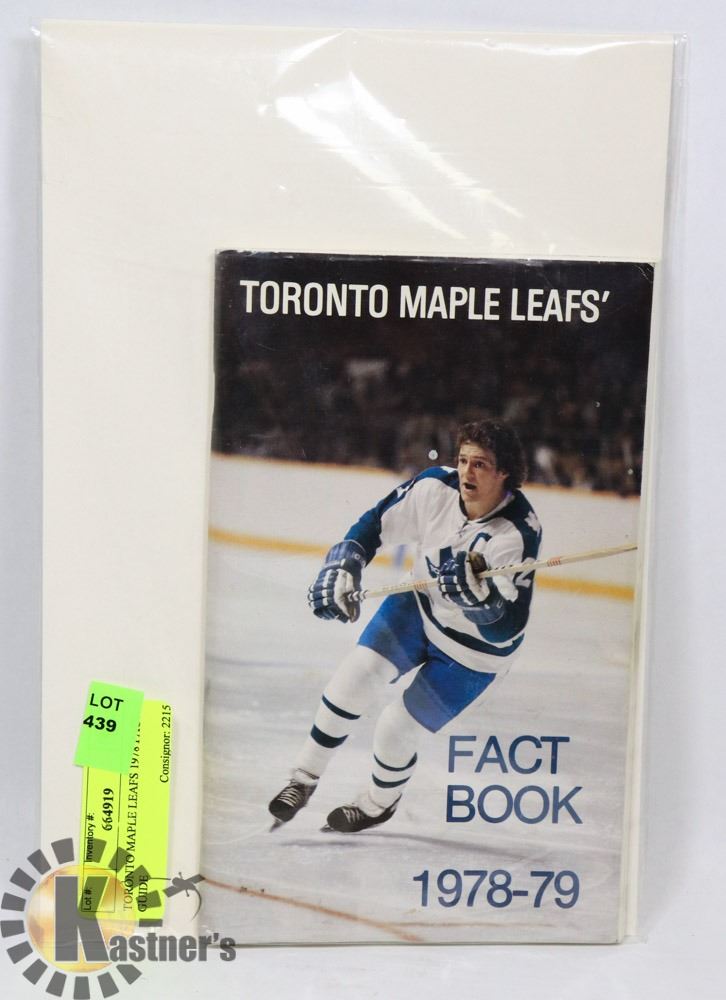 TORONTO MAPLE LEAFS'
FACT
BOOK
1978-79
LOT
439
Lot #:
Inventory #:
664919
TORONTO MAPLE LEAFS 1978
GUIDE
Consignor: 2215
Kastner's